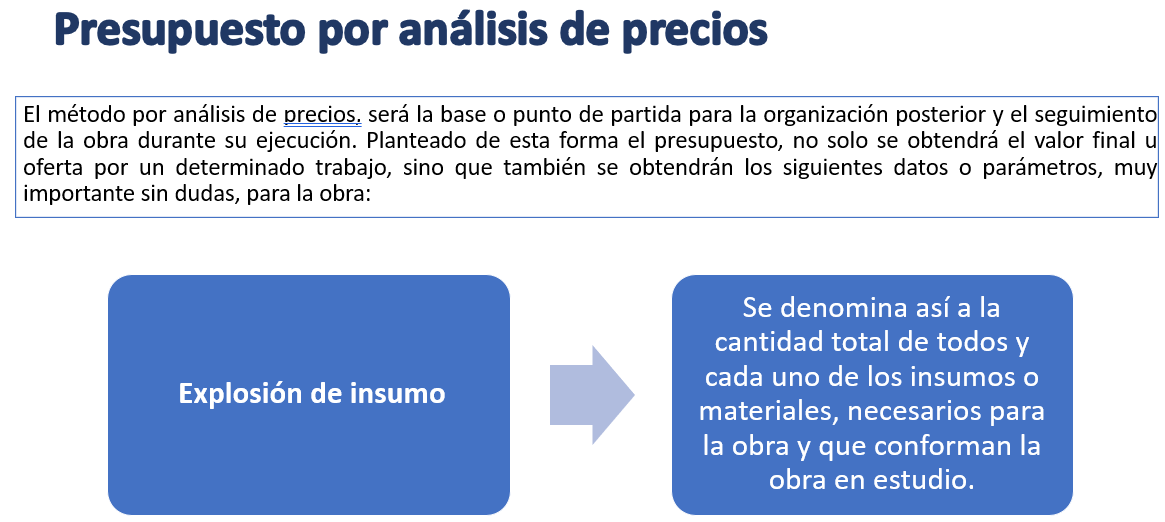 Presupuesto por análisis de precios
El método por análisis de precios. será la base o punto de partida para la organización posterior y el seguimiento
de la obra durante su ejecución. Planteado de esta forma el presupuesto, no solo se obtendrá el valor final u
oferta por un determinado trabajo, sino que también se obtendrán los siguientes datos o parámetros, muy
importante sin dudas, para la obra:
Explosión de insumo
Se denomina así a la
cantidad total de todos y
cada uno de los insumos o
materiales, necesarios para
la obra y que conforman la
obra en estudio.